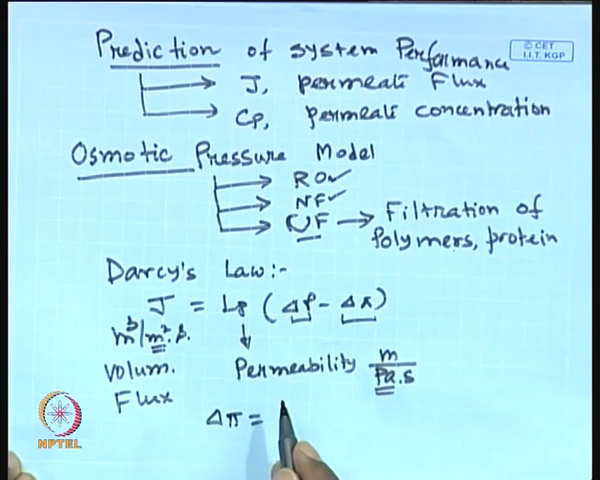 Prediction of system Performance
© CET
I.I.T. KGP
→ J, permeate Flux
→ Cp, permeate concentration
Osmotic Pressure Model
→ RO✓
→ NF✓
→ UF → Filtration of
polymers, protein
Darcy's Law:-
J = Lp (ΔP - Δπ)
m³/m².s.
volum.
Flux
Permeability m/Pa.s
Δπ =
NPTEL